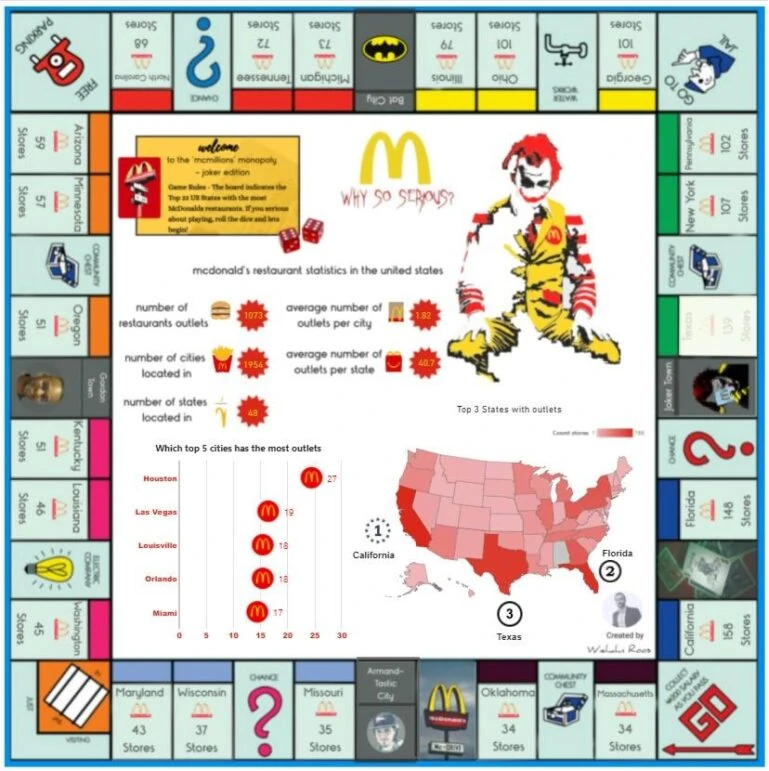 FREE
PARKING
North Carolina
68
Stores
CHANCE
Tennessee
72
Stores
Michigan
73
Stores
Bat City
Illinois
79
Stores
Ohio
101
Stores
WATER
WORKS
Georgia
101
Stores
GO TO
JAIL
Arizona
59
Stores
Minnesota
57
Stores
COMMUNITY
CHEST
Oregon
51
Stores
Gordon
Town
Kentucky
51
Stores
Louisiana
46
Stores
ELECTRIC
COMPANY
Washington
45
Stores
welcome
to the 'mcmillions' monopoly
– joker edition
Game Rules - The board indicates the
Top 22 US States with the most
McDonalds restaurants. If you serious
about playing, roll the dice and lets
begin!
WHY SO SERIOUS?
mcdonald's restaurant statistics in the united states
number of
restaurants outlets
1073
average number of
outlets per city
1.82
number of cities
located in
1954
average number of
outlets per state
40.7
number of states
located in
48
Top 3 States with outlets
Count stores 1
Which top 5 cities has the most outlets
Houston
27
Las Vegas
19
Louisville
18
Orlando
18
Miami
17
0 5 10 15 20 25 30
1
California
Florida
2
3
Texas
Created by
Pennsylvania
102
Stores
New York
107
Stores
COMMUNITY
CHEST
Texas
139
Stores
Joker Town
CHANCE
Florida
148
Stores
California
158
Stores
JUST
VISITING
Maryland
43
Stores
Wisconsin
37
Stores
CHANCE
Missouri
35
Stores
Armand-
Tastic
City
McDonald's
Mc-DRIVE
Oklahoma
34
Stores
COMMUNITY
CHEST
Massachusetts
34
Stores
COLLECT
SALARY
AS YOU PASS
GO